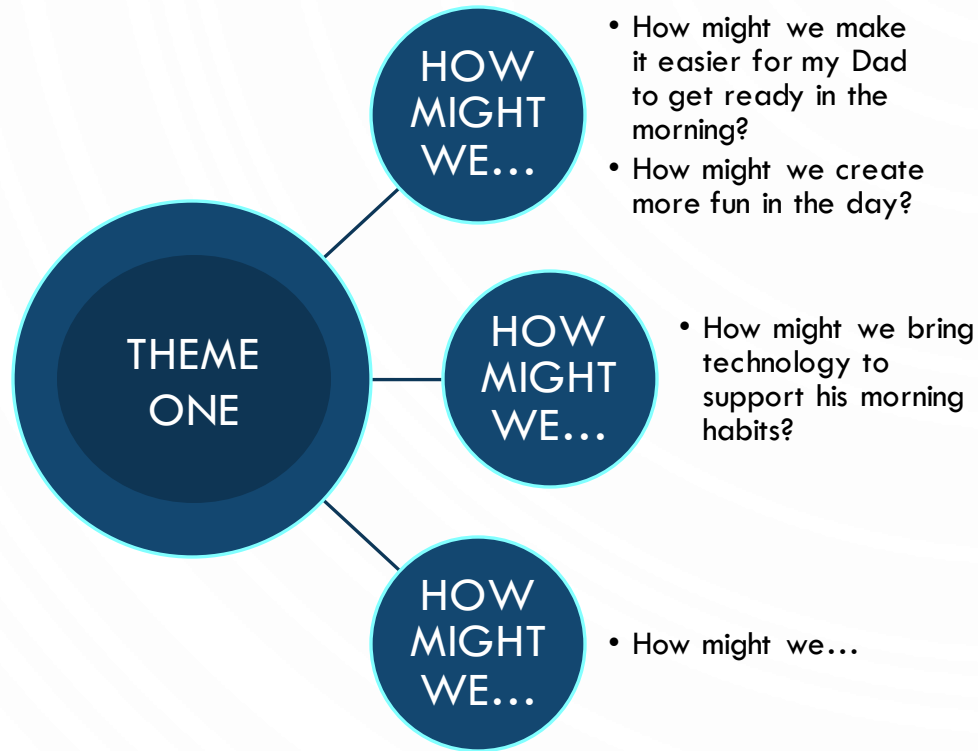 HOW
MIGHT
WE...
• How might we make
it easier for my Dad
to get ready in the
morning?
• How might we create
more fun in the day?
THEME
ONE
HOW
MIGHT
WE...
• How might we bring
technology to
support his morning
habits?
HOW
MIGHT
WE...
• How might we...